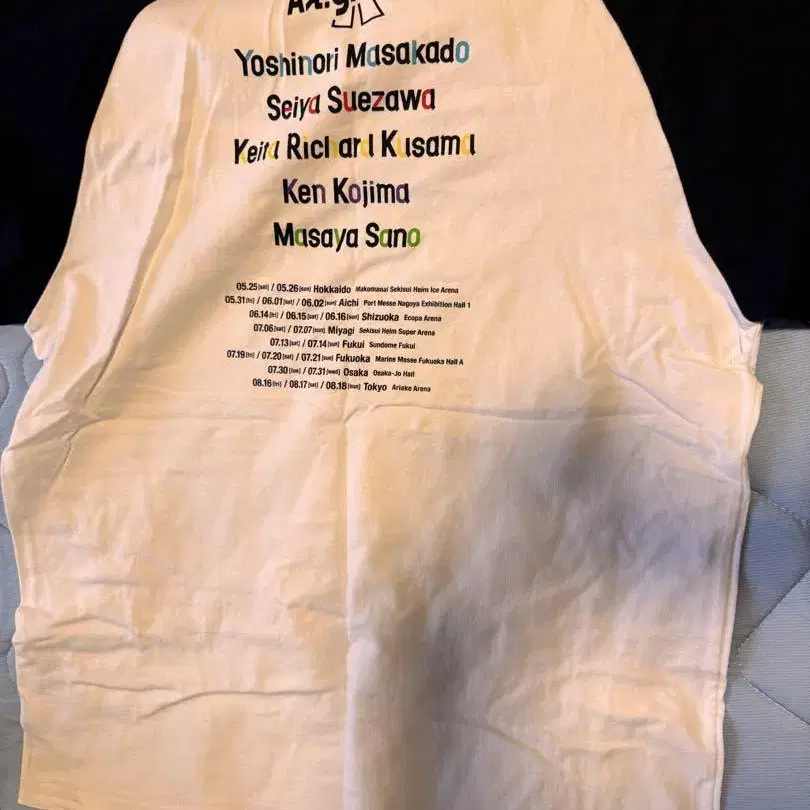 Yoshinori Masakado
Seiya Suezawa
Keita Richard Kusama
Ken Kojima
Masaya Sano
05.25[sat] / 05.26[sun] Hokkaido Makomanai Sekisui Heim Ice Arena
05.31[fri] / 06.01[sat] / 06.02[sun] Aichi Port Messe Nagoya Exhibition Hall 1
06.14[fri] / 06.15[sat] / 06.16[sun] Shizuoka Ecopa Arena
07.06[sat] / 07.07[sun] Miyagi Sekisui Heim Super Arena
07.13[sat] / 07.14[sun] Fukui Sundome Fukui
07.19[fri] / 07.20[sat] / 07.21[sun] Fukuoka Marine Messe Fukuoka Hall A
07.30[tue] / 07.31[wed] Osaka Osaka-Jo Hall
08.16[fri] / 08.17[sat] / 08.18[sun] Tokyo Ariake Arena